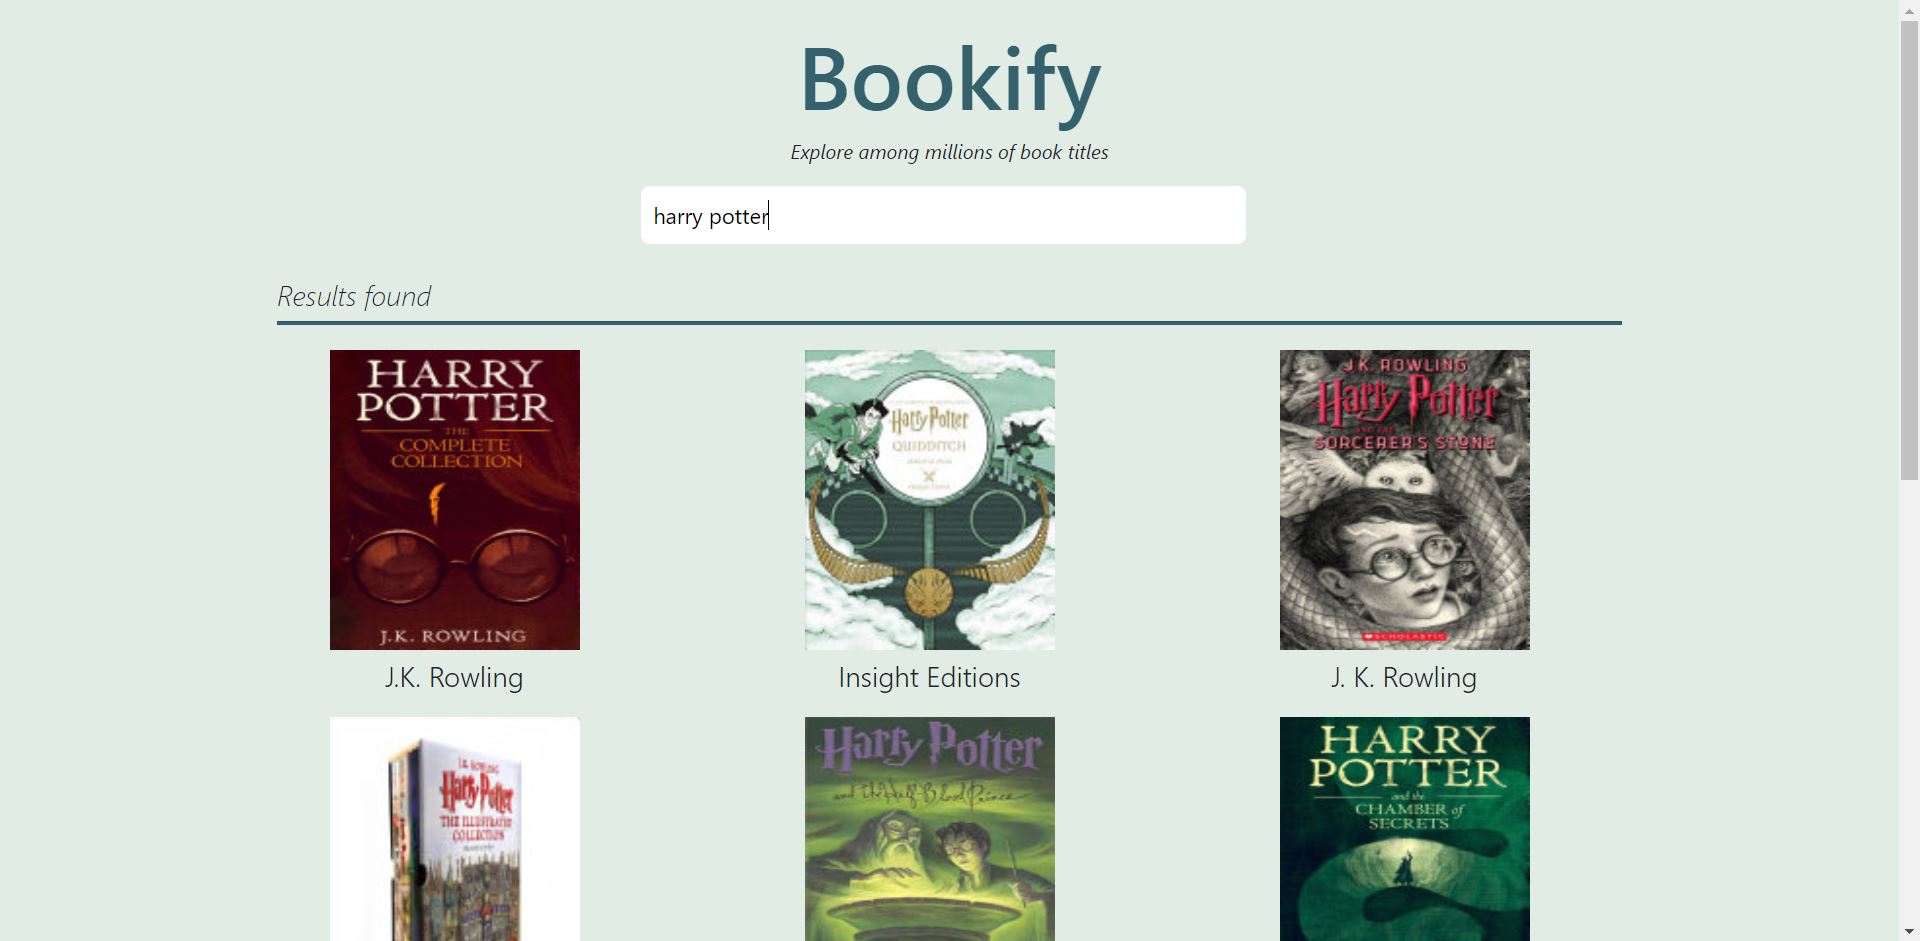 Bookify
Explore among millions of book titles
harry potter
Results found
HARRY
POTTER
THE
COMPLETE
COLLECTION
J.K. ROWLING
J.K. Rowling
Harry Potter
QUIDDITCH
Insight Editions
J.K. ROWLING
Harry Potter
AND THE
SORCERER'S STONE
SCHOLASTIC
J. K. Rowling
J.K. ROWLING
Harry Potter
THE ILLUSTRATED
COLLECTION
Harry Potter
and the Half-Blood Prince
HARRY
POTTER
and the
CHAMBER of
SECRETS